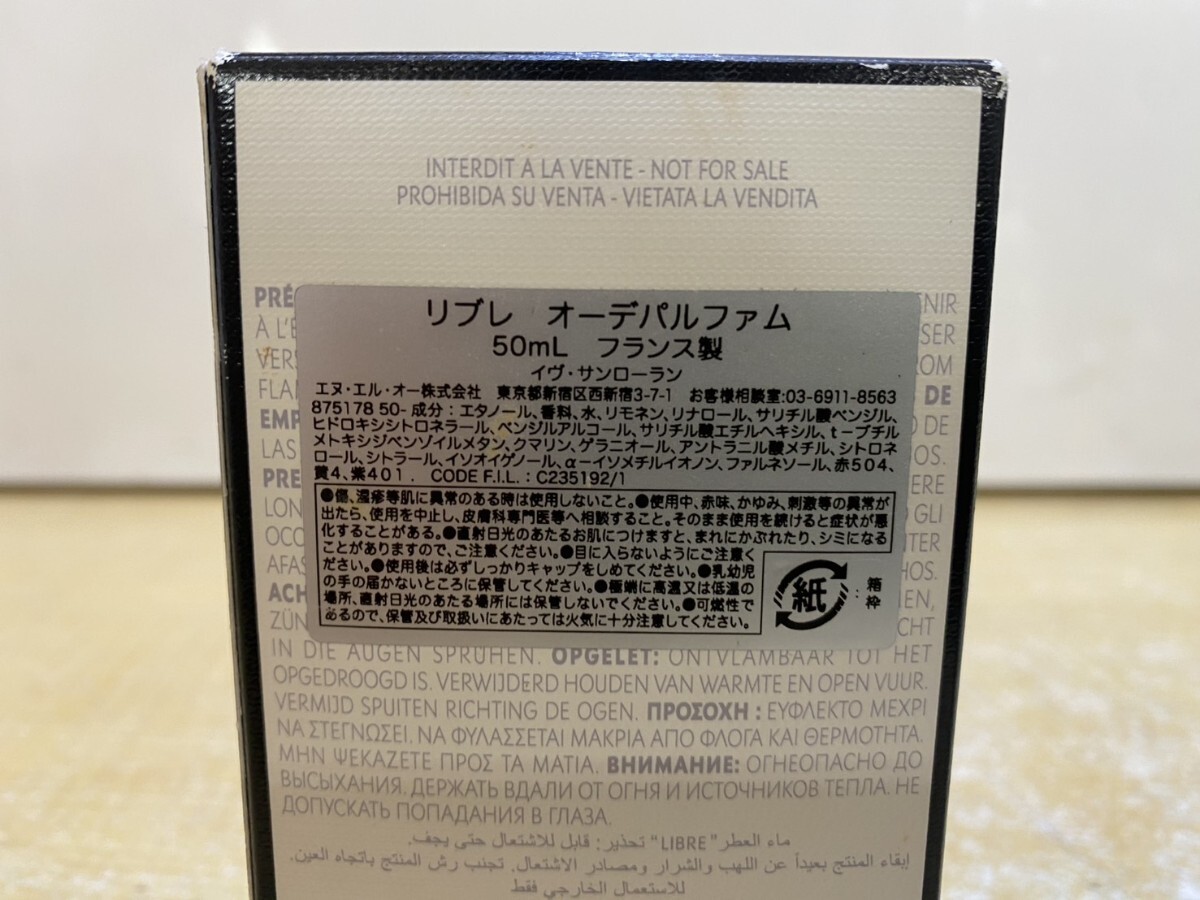 INTERDIT A LA VENTE - NOT FOR SALE
PROHIBIDA SU VENTA - VIETATA LA VENDITA
リブレ　オーデパルファム
50mL　フランス製
イヴ・サンローラン
エヌ・エル・オー株式会社　東京都新宿区西新宿3-7-1　お客様相談室:03-6911-8563
875178 50- 成分：エタノール、香料、水、リモネン、リナロール、サリチル酸ベンジル、
ヒドロキシシトロネラール、ベンジルアルコール、サリチル酸エチルヘキシル、t－ブチル
メトキシジベンゾイルメタン、クマリン、ゲラニオール、アントラニル酸メチル、シトロネ
ロール、シトラール、イソオイゲノール、α－イソメチルイオノン、ファルネソール、赤504、
黄4、紫401． CODE F.I.L.：C235192/1
●傷、湿疹等肌に異常のある時は使用しないこと。●使用中、赤味、かゆみ、刺激等の異常が
出たら、使用を中止し、皮膚科専門医等へ相談すること。そのまま使用を続けると症状が悪
化することがある。●直射日光のあたるお肌につけますと、まれにかぶれたり、シミになる
ことがありますので、ご注意ください。●目に入らないようにご注意く
ださい。●使用後は必ずしっかりキャップをしめてください。●乳幼児
の手の届かないところに保管してください。●極端に高温又は低温の
場所、直射日光のあたる場所には保管しないでください。●可燃性で
あるので、保管及び取扱いにあたっては火気に十分注意してください。
紙：箱
枠
DE
LAS
IN DIE AUGEN SPRÜHEN. OPGELET: ONTVLAMBAAR TOT HET
OPGEDROOGD IS. VERWIJDERD HOUDEN VAN WARMTE EN OPEN VUUR.
VERMIJD SPUITEN RICHTING DE OGEN. ΠΡΟΣΟΧΗ : ΕΥΦΛΕΚΤΟ ΜΕΧΡΙ
ΝΑ ΣΤΕΓΝΩΣΕΙ. ΝΑ ΦΥΛΑΣΣΕΤΑΙ ΜΑΚΡΙΑ ΑΠΟ ΦΛΟΓΑ ΚΑΙ ΘΕΡΜΟΤΗΤΑ.
ΜΗΝ ΨΕΚΑΖΕΤΕ ΠΡΟΣ ΤΑ ΜΑΤΙΑ. ВНИМАНИЕ: ОГНЕОПАСНО ДО
ВЫСЫХАНИЯ. ДЕРЖАТЬ ВДАЛИ ОТ ОГНЯ И ИСТОЧНИКОВ ТЕПЛА. НЕ
ДОПУСКАТЬ ПОПАДАНИЯ В ГЛАЗА.
ماء العطر "LIBRE" تحذير: قابل للاشتعال حتى يجف.
إبقاء المنتج بعيداً عن اللهب والشرار ومصادر الاشتعال. تجنب رش المنتج باتجاه العين.
للاستعمال الخارجي فقط